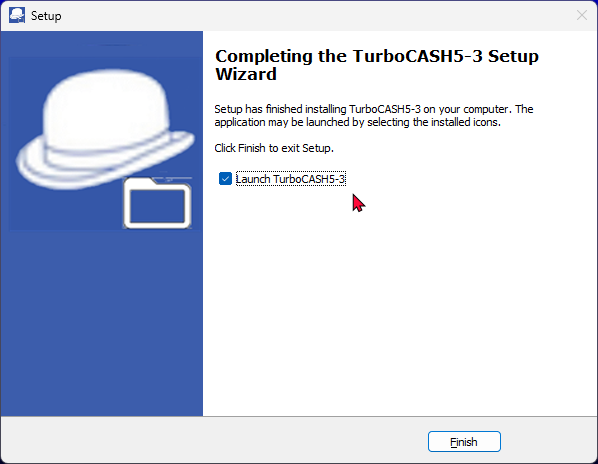 Setup
Completing the TurboCASH5-3 Setup
Wizard
Setup has finished installing TurboCASH5-3 on your computer. The
application may be launched by selecting the installed icons.
Click Finish to exit Setup.
Launch TurboCASH5-3
Finish